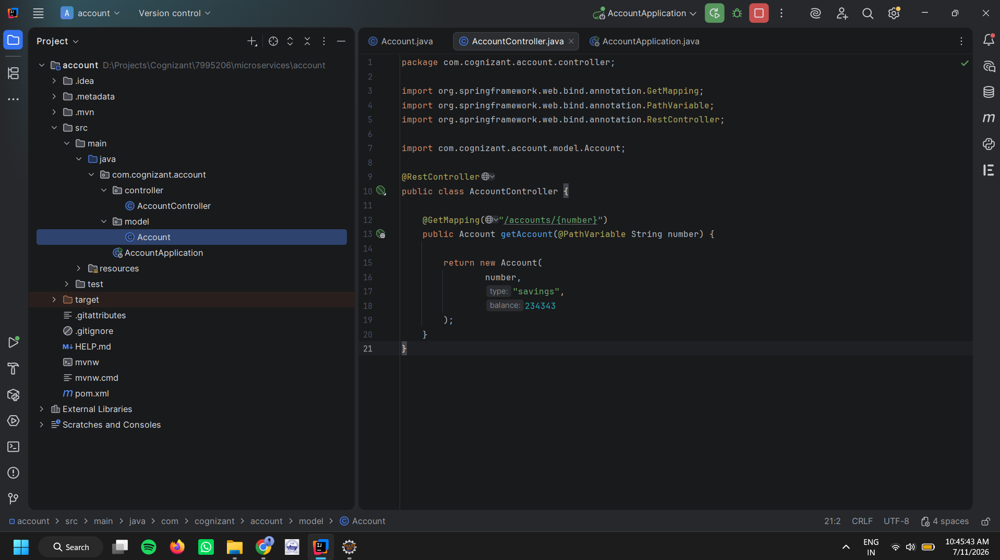 A account Version control AccountApplication
Project
Account.java AccountController.java AccountApplication.java
account D:\Projects\Cognizant\7995206\microservices\account
.idea
.metadata
.mvn
src
main
java
com.cognizant.account
controller
AccountController
model
Account
AccountApplication
resources
test
target
.gitattributes
.gitignore
M↓ HELP.md
mvnw
mvnw.cmd
m pom.xml
External Libraries
Scratches and Consoles
1 package com.cognizant.account.controller;
2
3 import org.springframework.web.bind.annotation.GetMapping;
4 import org.springframework.web.bind.annotation.PathVariable;
5 import org.springframework.web.bind.annotation.RestController;
6
7 import com.cognizant.account.model.Account;
8
9 @RestController
10 public class AccountController {
11
12 @GetMapping("/accounts/{number}")
13 public Account getAccount(@PathVariable String number) {
14
15 return new Account(
16 number,
17 type: "savings",
18 balance: 234343
19 );
20 }
21 }
account > src > main > java > com > cognizant > account > model > Account
21:2 CRLF UTF-8 4 spaces
Search
ENG
IN
10:45:43 AM
7/11/2026